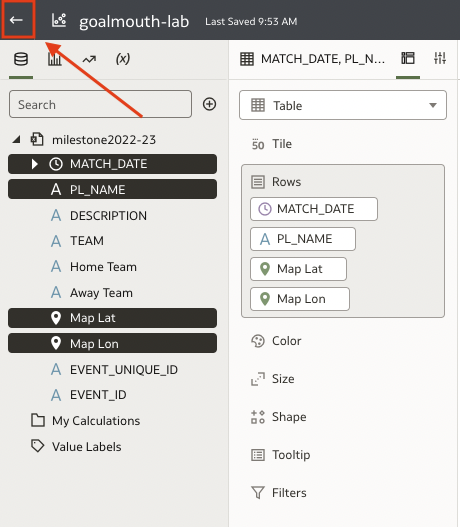 goalmouth-lab Last Saved 9:53 AM
(x)
Search
milestone2022-23
MATCH_DATE
A PL_NAME
A DESCRIPTION
A TEAM
A Home Team
A Away Team
Map Lat
Map Lon
A EVENT_UNIQUE_ID
A EVENT_ID
My Calculations
Value Labels
MATCH_DATE, PL_N...
Table
50 Tile
Rows
MATCH_DATE
A PL_NAME
Map Lat
Map Lon
Color
Size
Shape
Tooltip
Filters